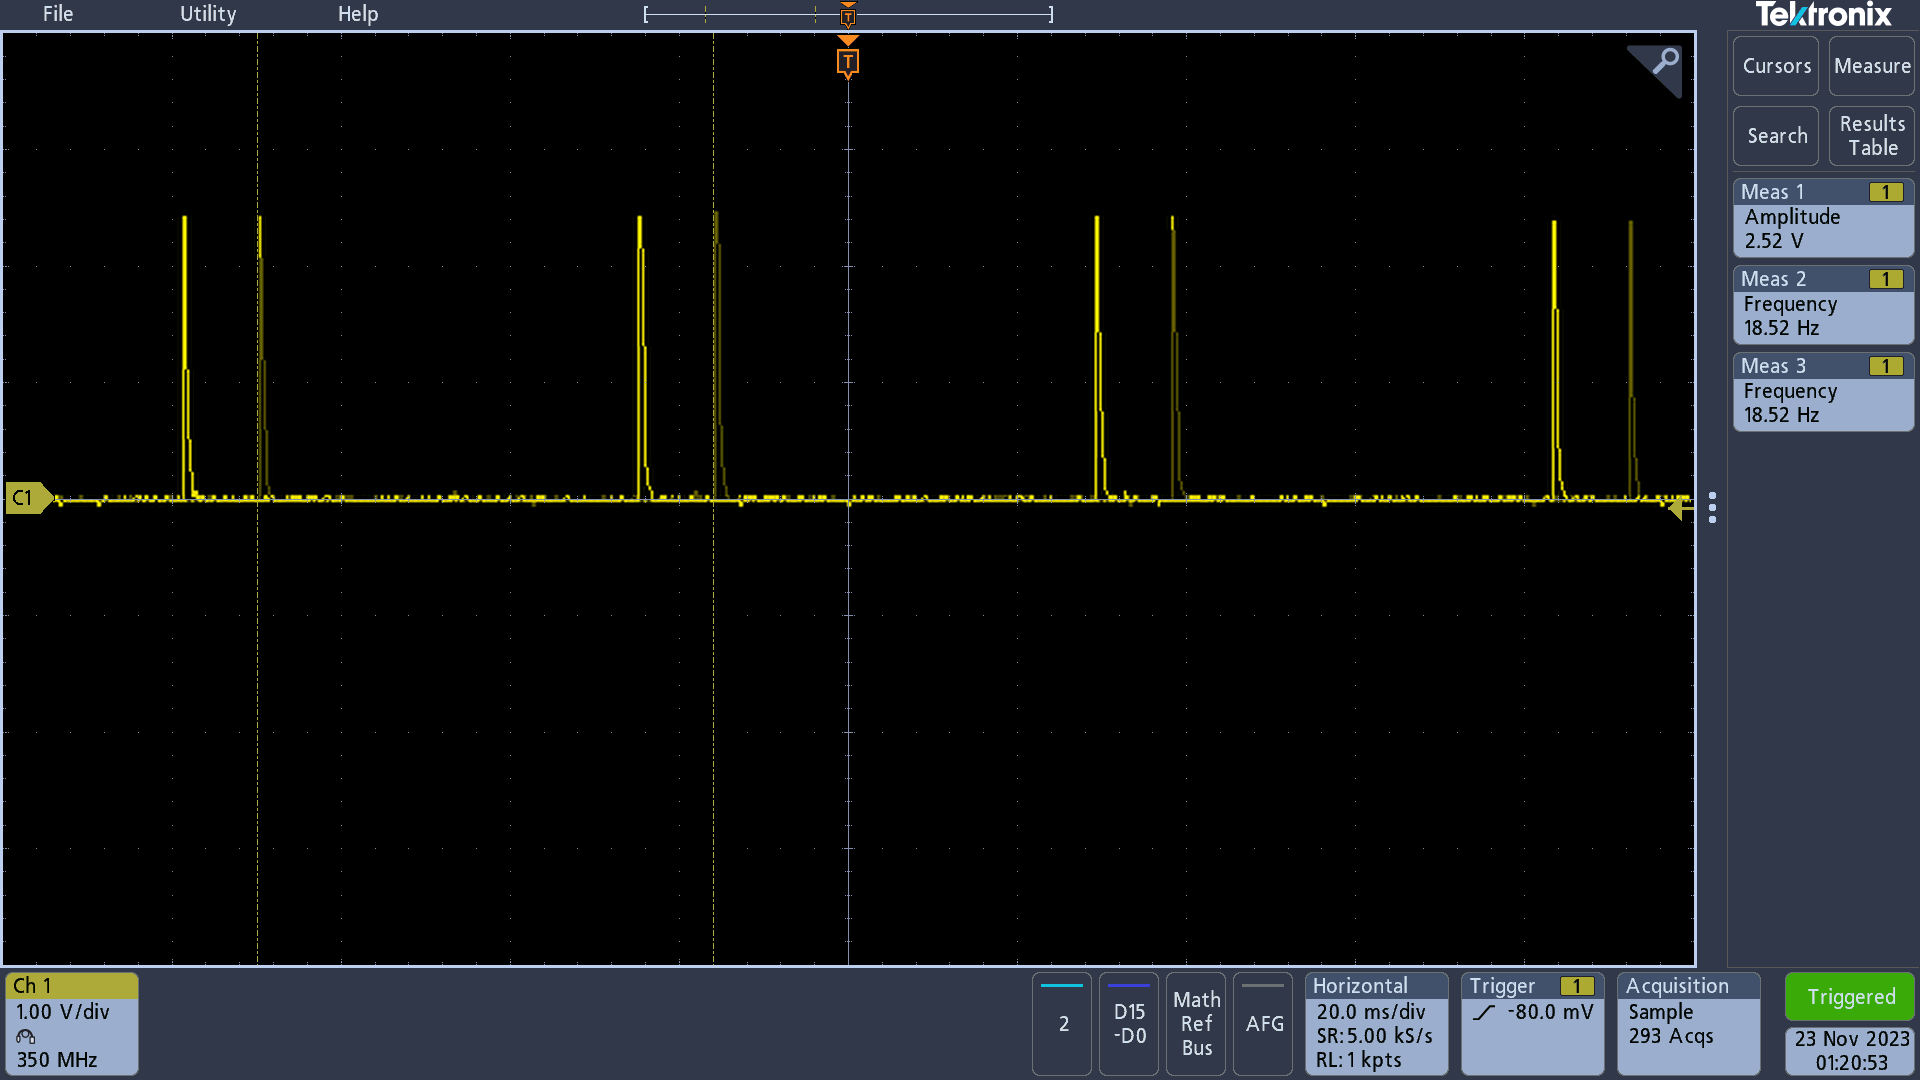 File Utility Help
T
Tektronix
T
Cursors Measure
Search Results Table
Meas 1 1
Amplitude
2.52 V
Meas 2 1
Frequency
18.52 Hz
Meas 3 1
Frequency
18.52 Hz
C1
Ch 1
1.00 V/div
350 MHz
2
D15
-D0
Math
Ref
Bus
AFG
Horizontal
20.0 ms/div
SR:5.00 kS/s
RL:1 kpts
Trigger 1
-80.0 mV
Acquisition
Sample
293 Acqs
Triggered
23 Nov 2023
01:20:53